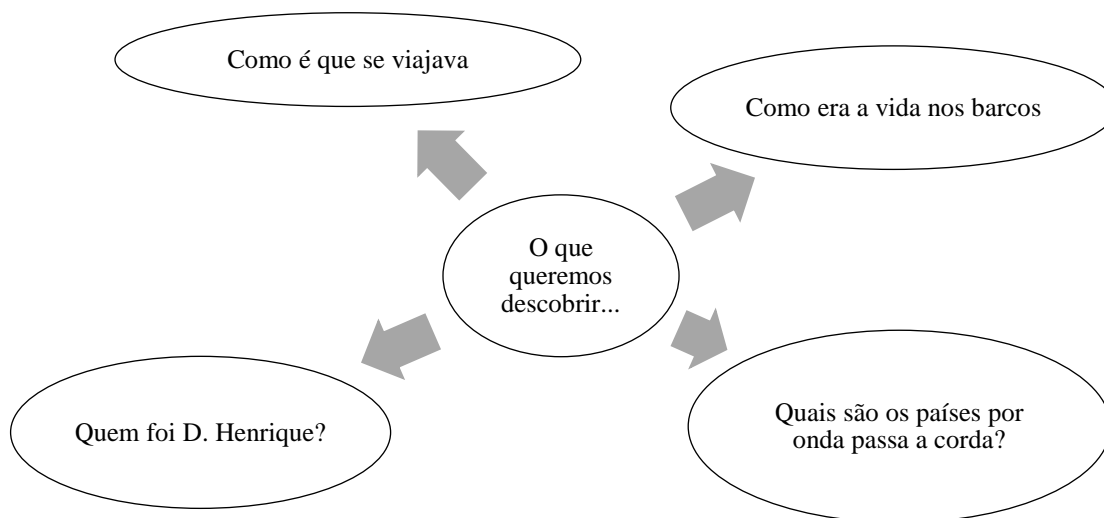 Como é que se viajava
Como era a vida nos barcos
O que
queremos
descobrir...
Quem foi D. Henrique?
Quais são os países por
onda passa a corda?